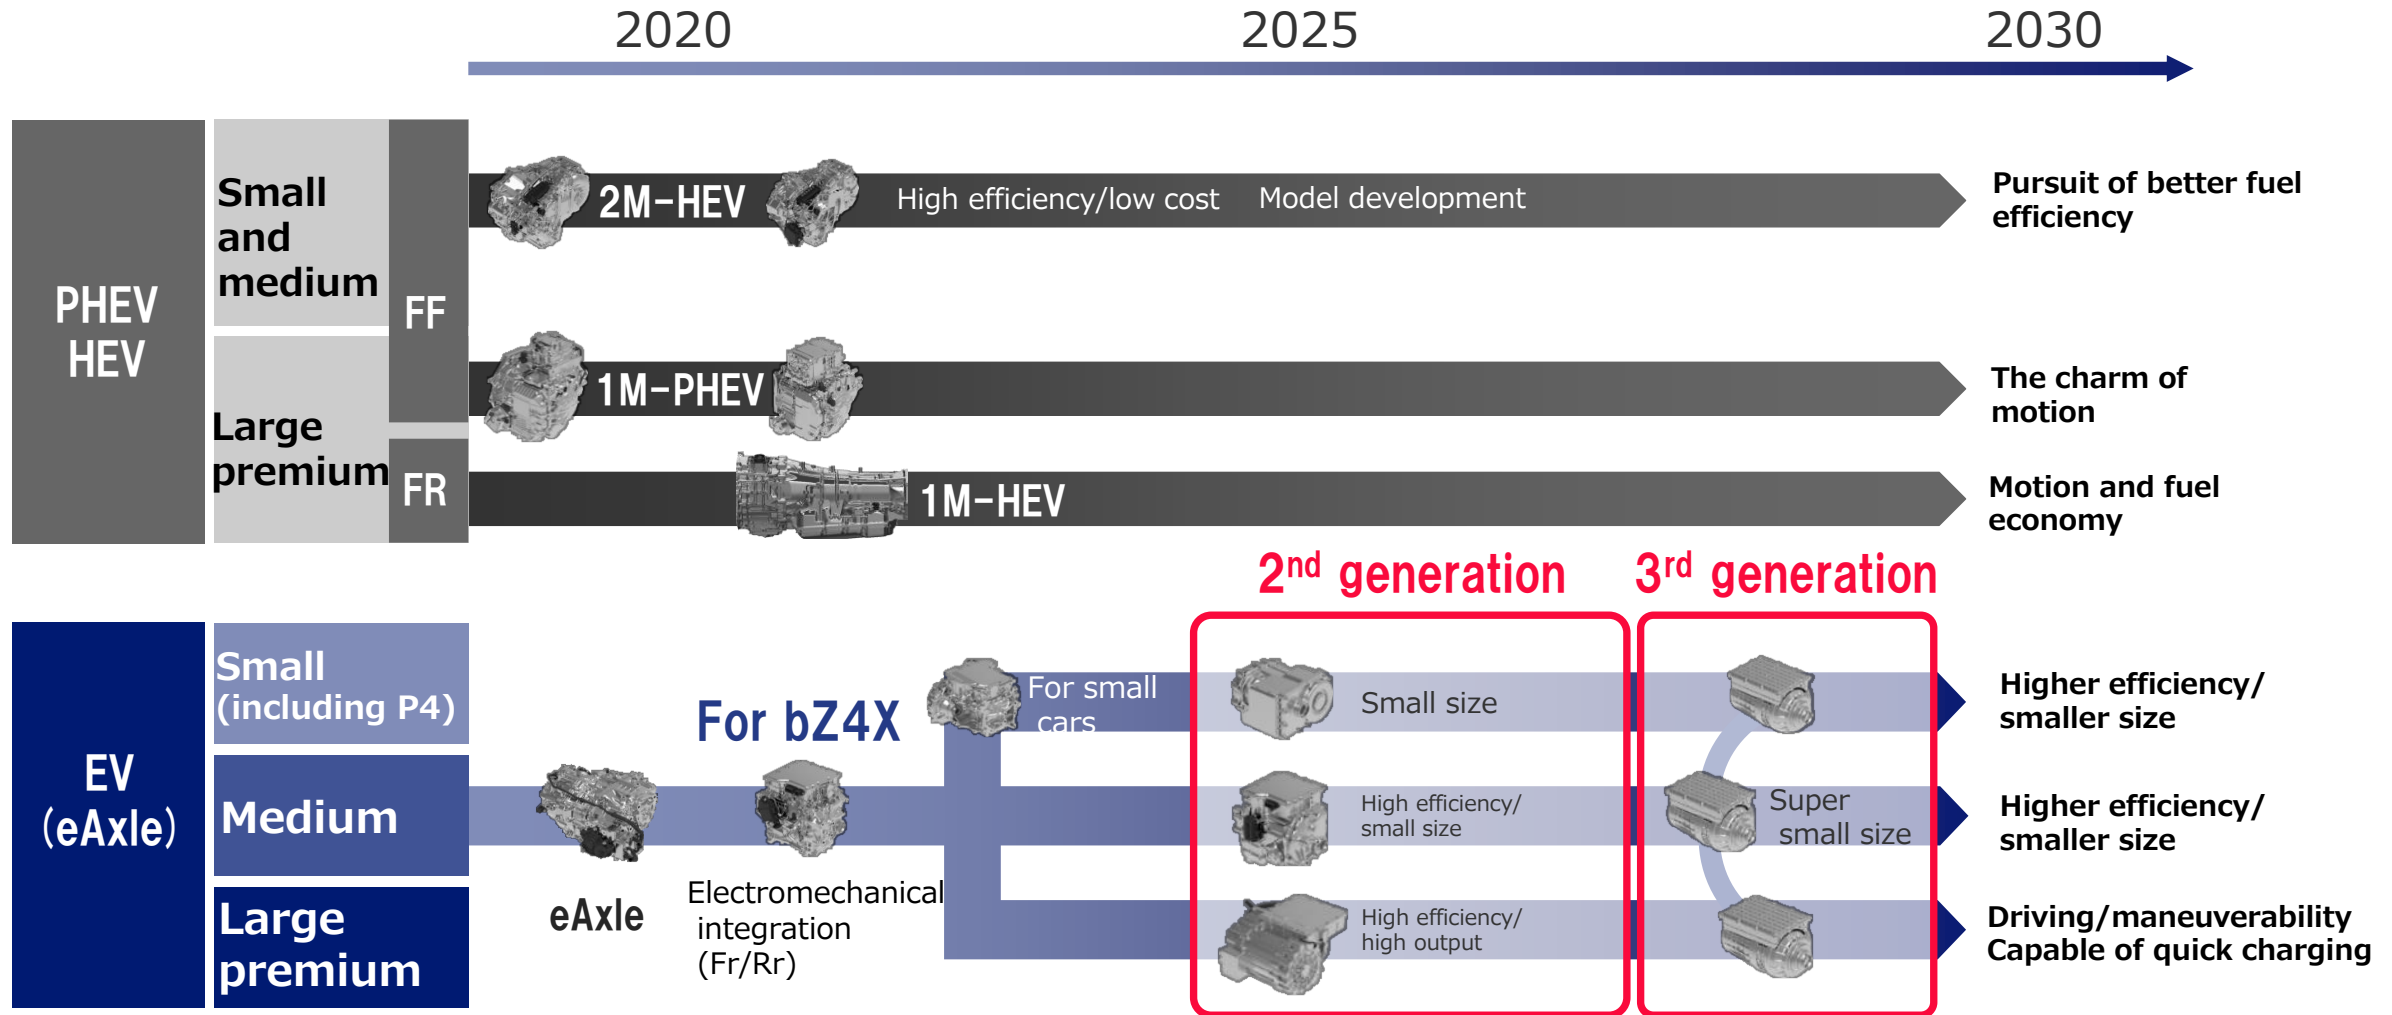 2020
2025
2030
PHEV
HEV
Small
and
medium
Large
premium
FF
FR
2M-HEV
High efficiency/low cost
Model development
Pursuit of better fuel
efficiency
1M-PHEV
The charm of
motion
1M-HEV
Motion and fuel
economy
2nd generation
3rd generation
EV
(eAxle)
Small
(including P4)
Medium
Large
premium
For bZ4X
eAxle
Electromechanical
integration
(Fr/Rr)
For small
cars
Small size
High efficiency/
small size
High efficiency/
high output
Super
small size
Higher efficiency/
smaller size
Higher efficiency/
smaller size
Driving/maneuverability
Capable of quick charging